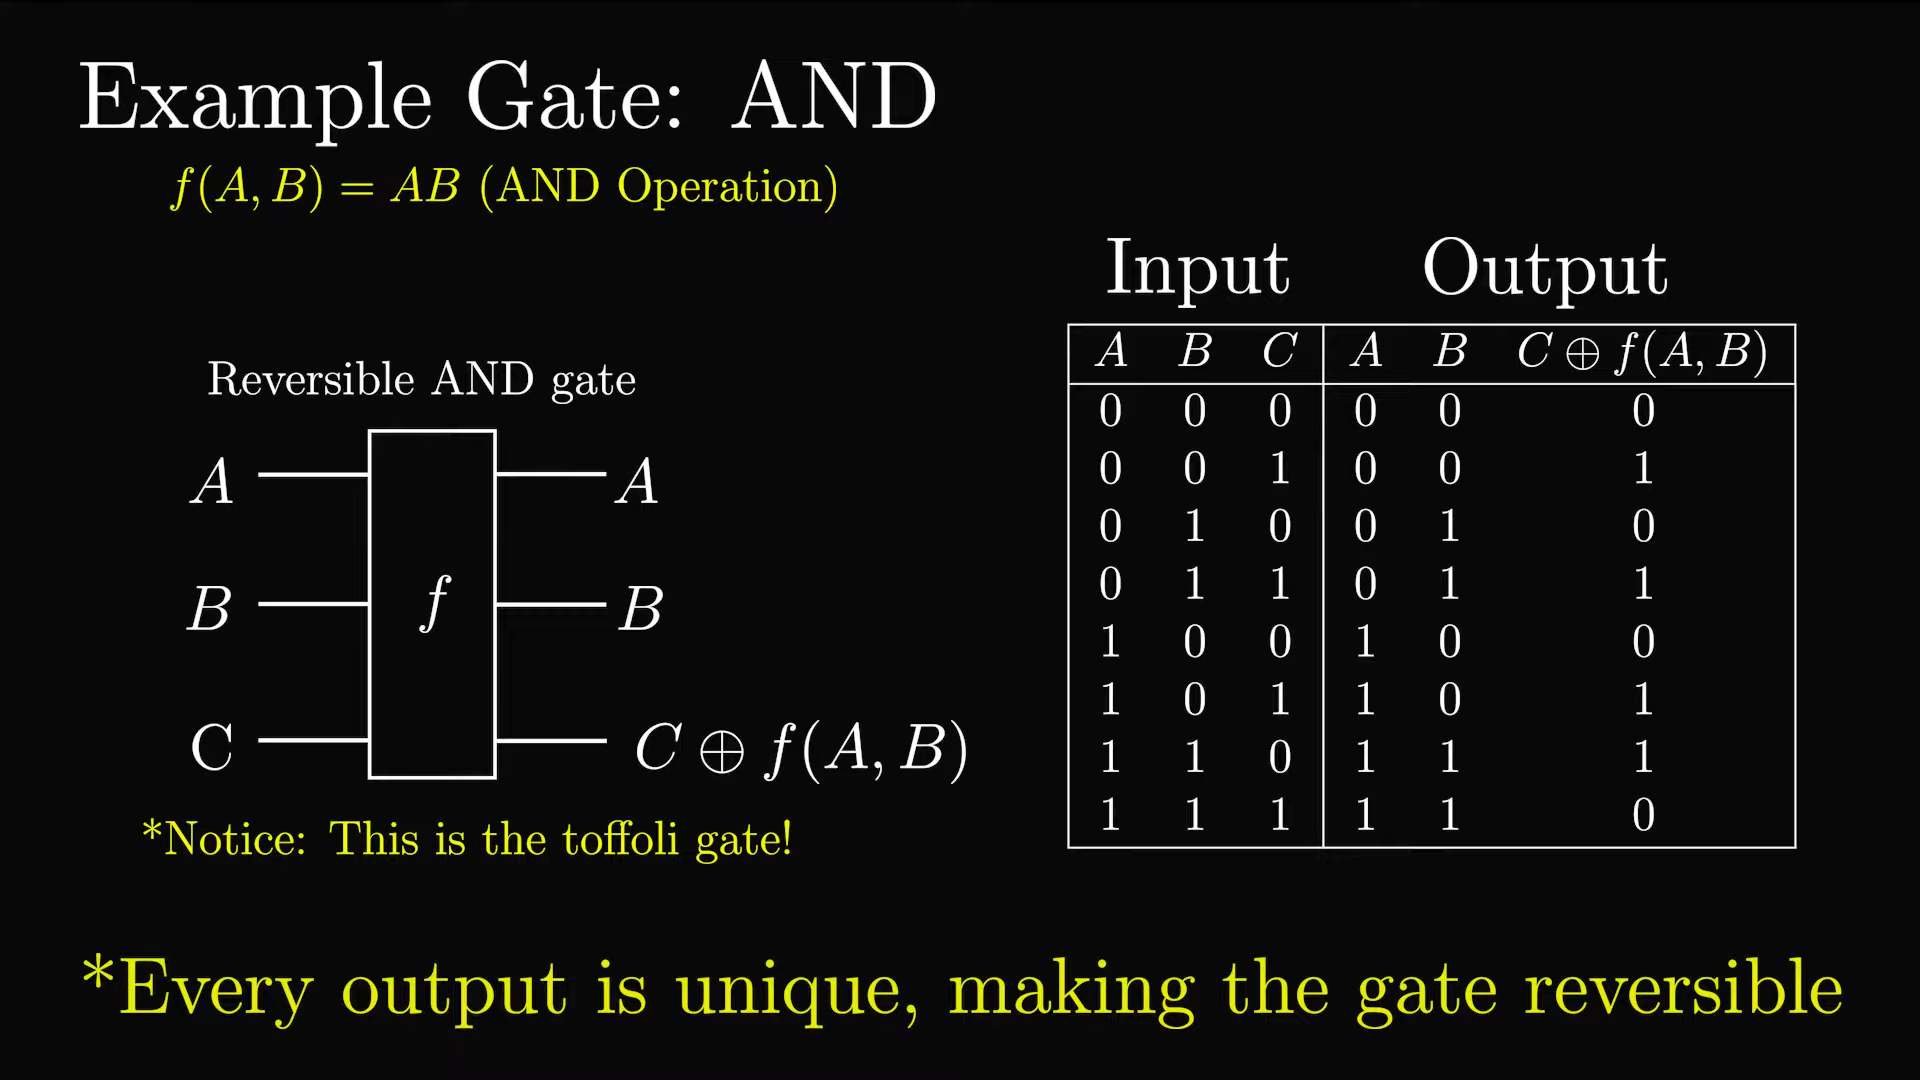 Example Gate: AND
f(A, B) = AB (AND Operation)
Reversible AND gate
A A
B f B
C C ⊕ f(A, B)
*Notice: This is the toffoli gate!
Input Output
A B C A B C ⊕ f(A, B)
0 0 0 0 0 0
0 0 1 0 0 1
0 1 0 0 1 0
0 1 1 0 1 1
1 0 0 1 0 0
1 0 1 1 0 1
1 1 0 1 1 1
1 1 1 1 1 0
*Every output is unique, making the gate reversible